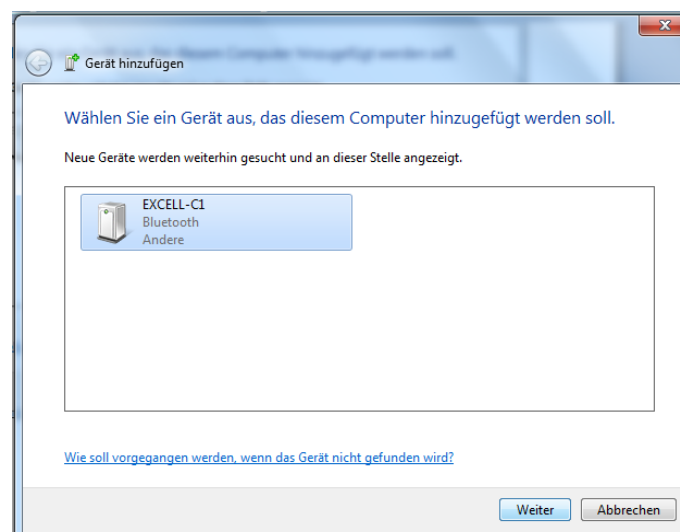 Gerät hinzufügen
Wählen Sie ein Gerät aus, das diesem Computer hinzugefügt werden soll.
Neue Geräte werden weiterhin gesucht und an dieser Stelle angezeigt.
EXCELL-C1
Bluetooth
Andere
Wie soll vorgegangen werden, wenn das Gerät nicht gefunden wird?
Weiter
Abbrechen